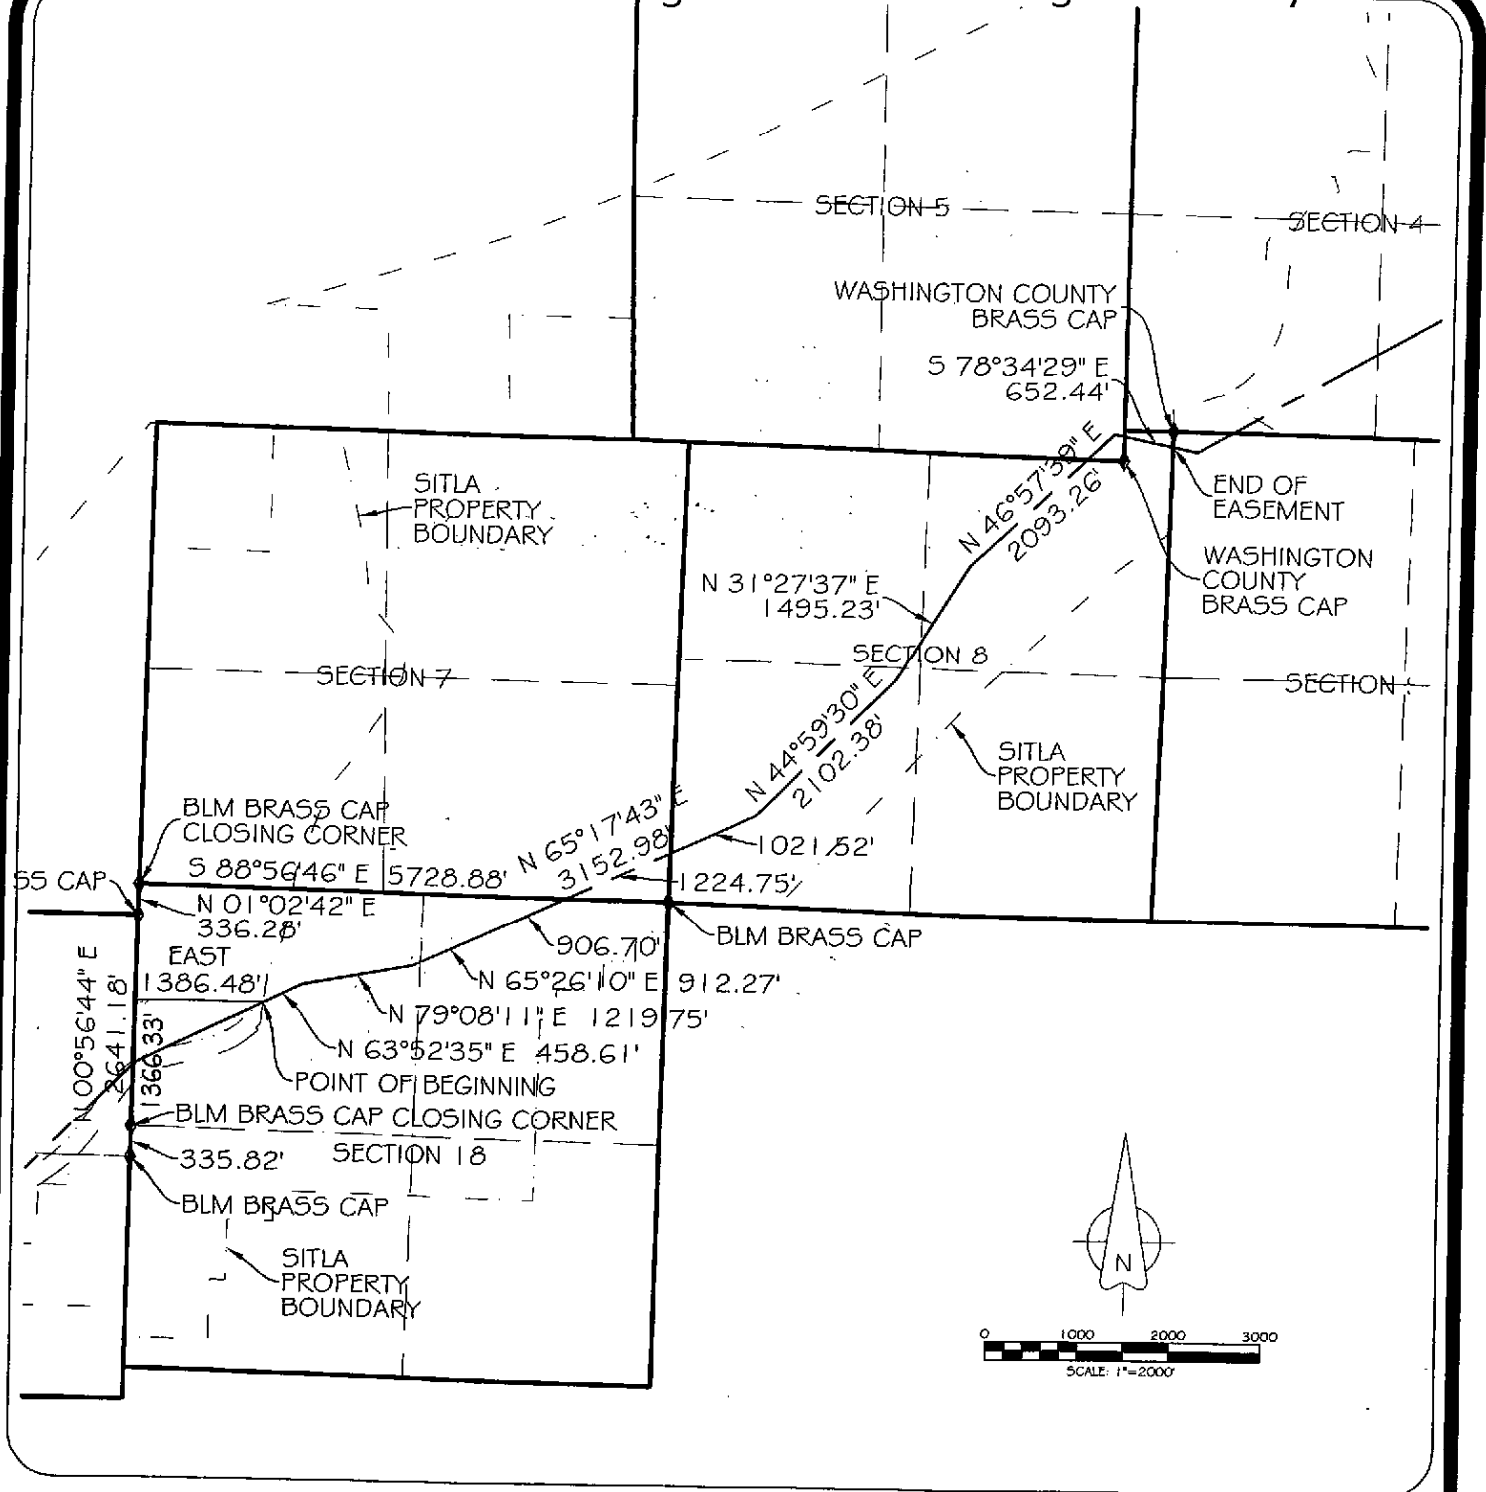 SECTION 5
SECTION 4
WASHINGTON COUNTY
BRASS CAP
S 78°34'29" E
652.44'
N 46°57'39" E
2093.26'
SITLA
PROPERTY
BOUNDARY
END OF
EASEMENT
WASHINGTON
COUNTY
BRASS CAP
N 31°27'37" E
1495.23'
SECTION 8
SECTION 7
SECTION
N 44°59'30" E
2102.38'
SITLA
PROPERTY
BOUNDARY
BLM BRASS CAP
CLOSING CORNER
N 65°17'43" E
3152.98'
1021.52'
S 88°56'46" E 5728.88'
SS CAP
1224.75'
N 01°02'42" E
336.28'
BLM BRASS CAP
906.70'
EAST
1386.48'
N 65°26'10" E 912.27'
N 79°08'11" E 1219.75'
N 00°56'44" E
2641.18'
1366.33'
N 63°52'35" E 458.61'
POINT OF BEGINNING
BLM BRASS CAP CLOSING CORNER
335.82'
SECTION 18
BLM BRASS CAP
SITLA
PROPERTY
BOUNDARY
N
0 1000 2000 3000
SCALE: 1"=2000'